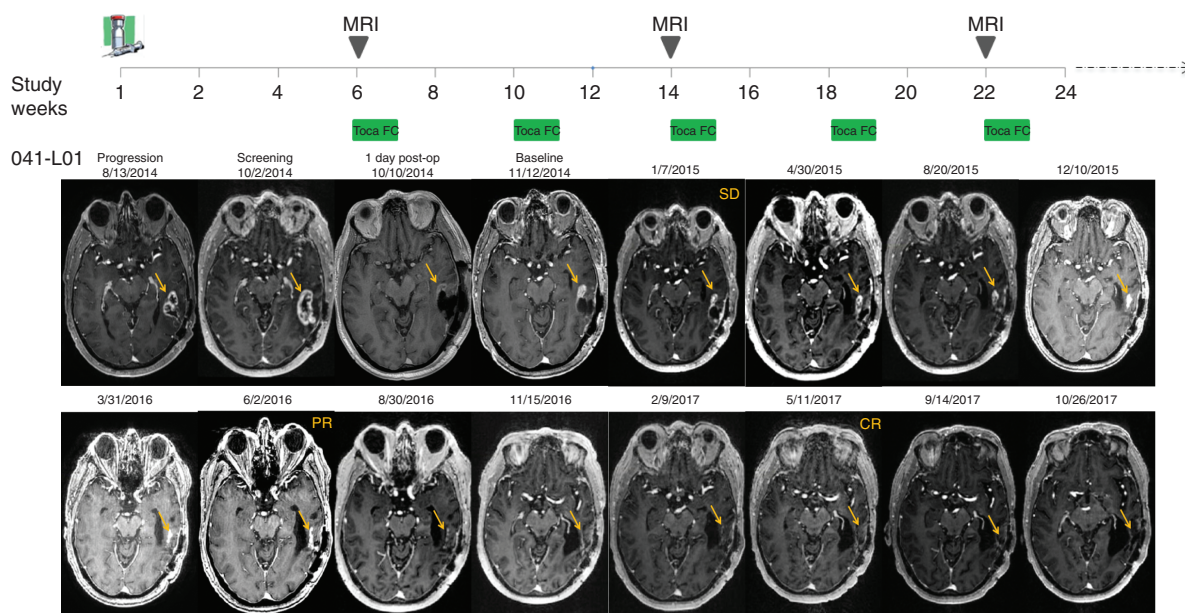 MRI MRI MRI
Study
weeks
1 2 4 6 8 10 12 14 16 18 20 22 24
Toca FC Toca FC Toca FC Toca FC Toca FC
041-L01
Progression
8/13/2014
Screening
10/2/2014
1 day post-op
10/10/2014
Baseline
11/12/2014
1/7/2015
4/30/2015
8/20/2015
12/10/2015
SD
3/31/2016
6/2/2016
8/30/2016
11/15/2016
2/9/2017
5/11/2017
9/14/2017
10/26/2017
PR
CR